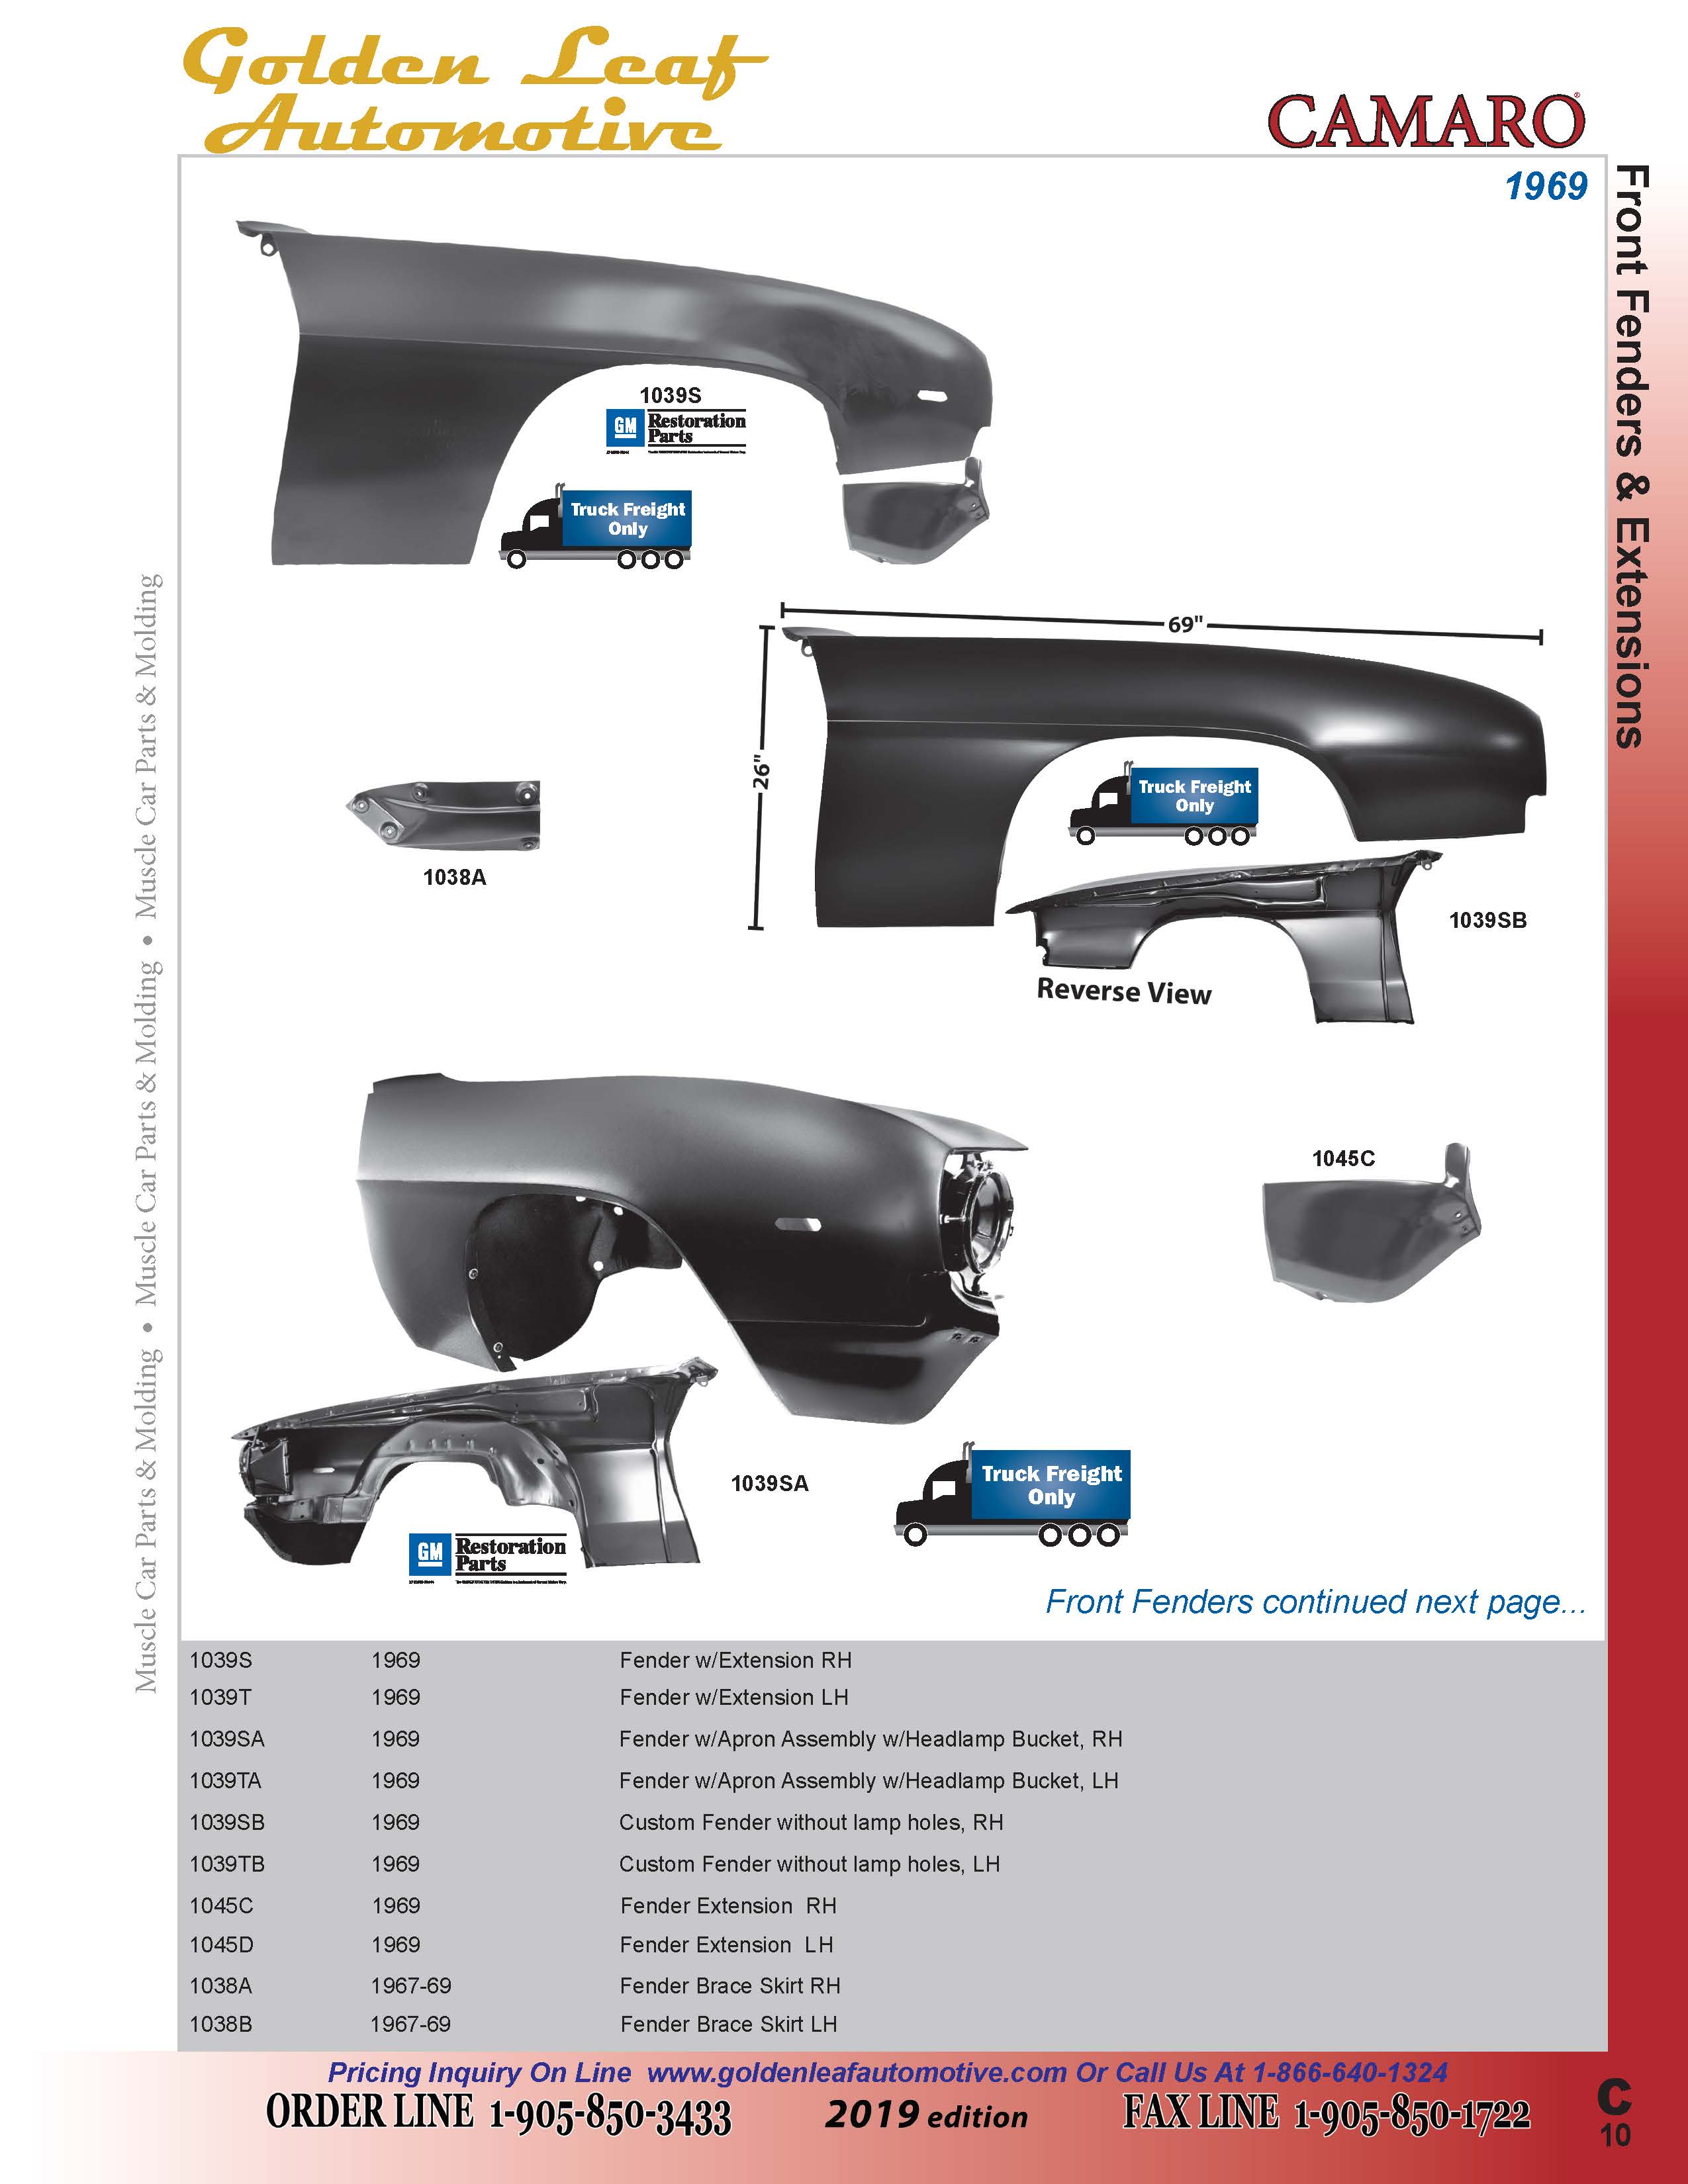 Golden Leaf
Automotive
CAMARO®
1969
Front Fenders & Extensions
1039S
GM Restoration
Parts
Truck Freight
Only
69"
26"
Truck Freight
Only
1038A
1039SB
Reverse View
1045C
1039SA
Truck Freight
Only
GM Restoration
Parts
Front Fenders continued next page...
Muscle Car Parts & Molding • Muscle Car Parts & Molding • Muscle Car Parts & Molding
1039S 1969 Fender w/Extension RH
1039T 1969 Fender w/Extension LH
1039SA 1969 Fender w/Apron Assembly w/Headlamp Bucket, RH
1039TA 1969 Fender w/Apron Assembly w/Headlamp Bucket, LH
1039SB 1969 Custom Fender without lamp holes, RH
1039TB 1969 Custom Fender without lamp holes, LH
1045C 1969 Fender Extension RH
1045D 1969 Fender Extension LH
1038A 1967-69 Fender Brace Skirt RH
1038B 1967-69 Fender Brace Skirt LH
Pricing Inquiry On Line www.goldenleafautomotive.com Or Call Us At 1-866-640-1324
ORDER LINE 1-905-850-3433 2019 edition FAX LINE 1-905-850-1722
C
10